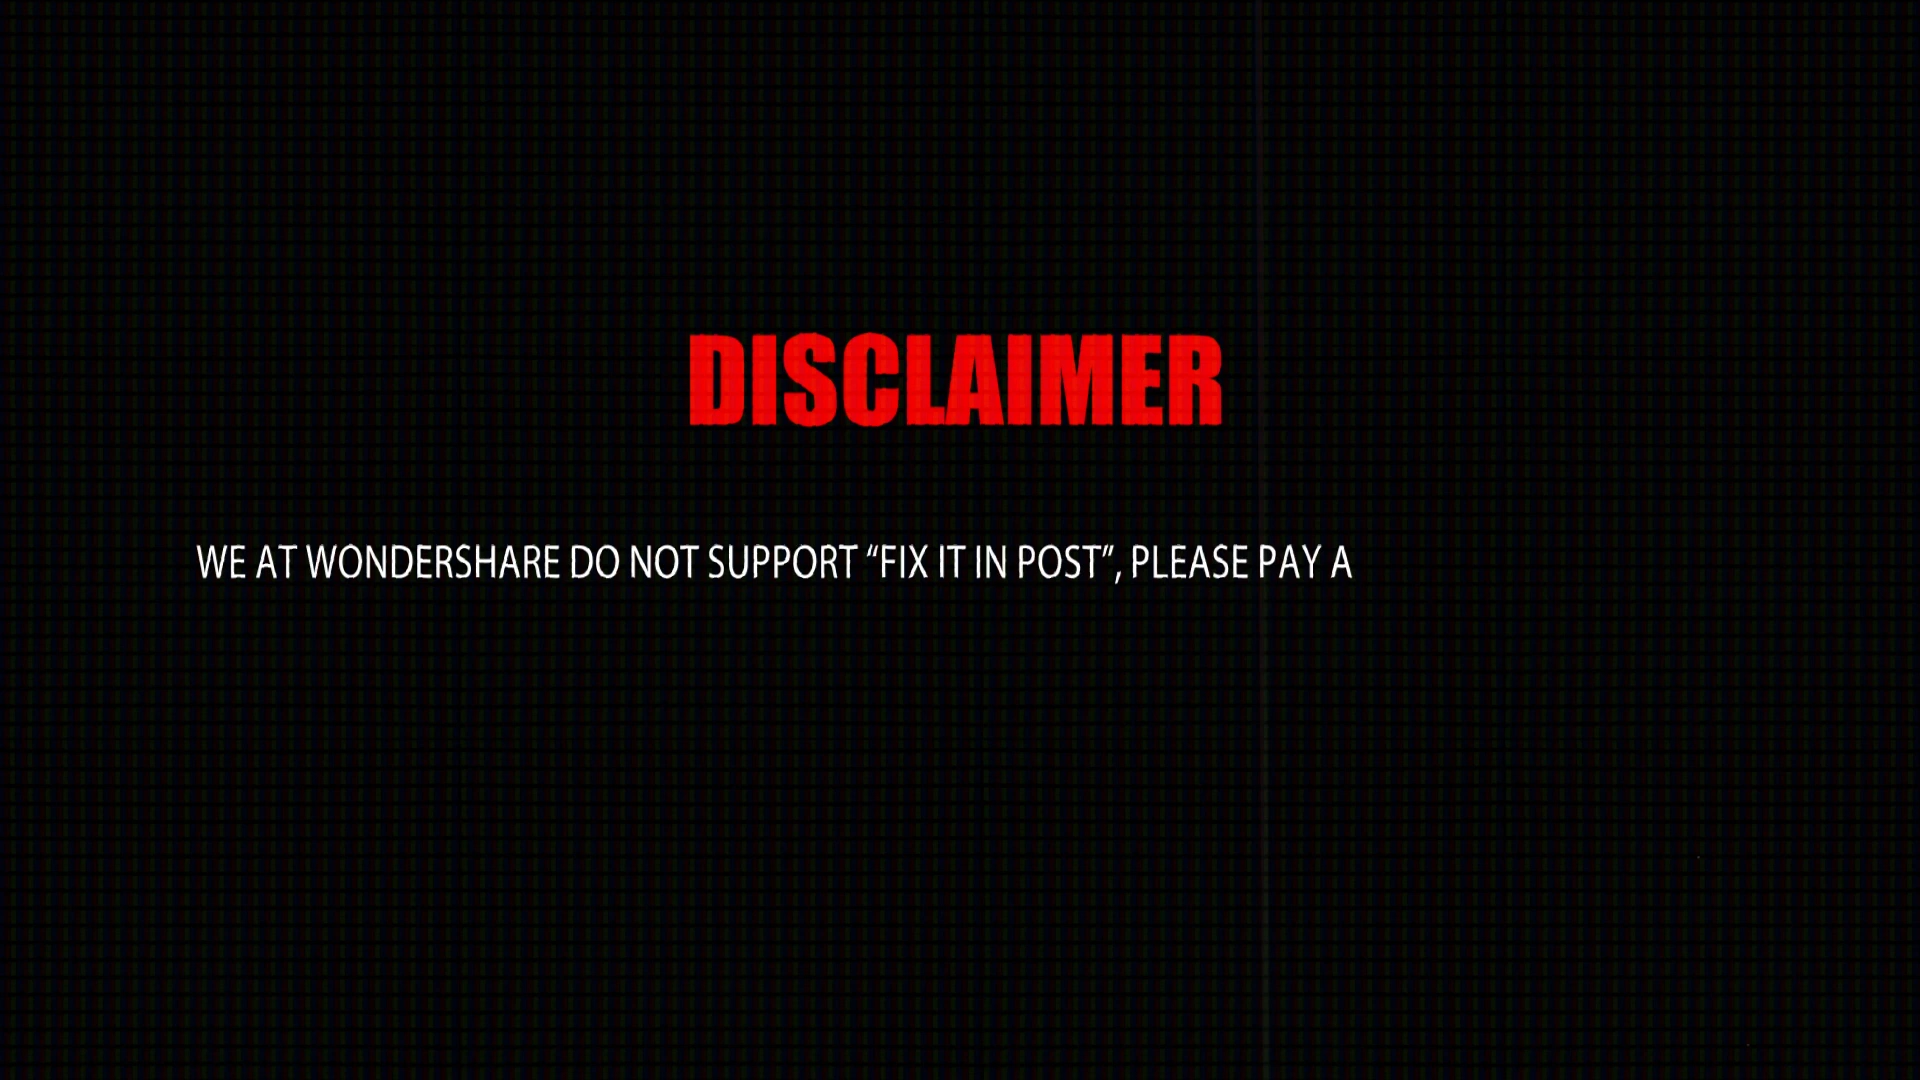 DISCLAIMER
WE AT WONDERSHARE DO NOT SUPPORT “FIX IT IN POST”, PLEASE PAY A